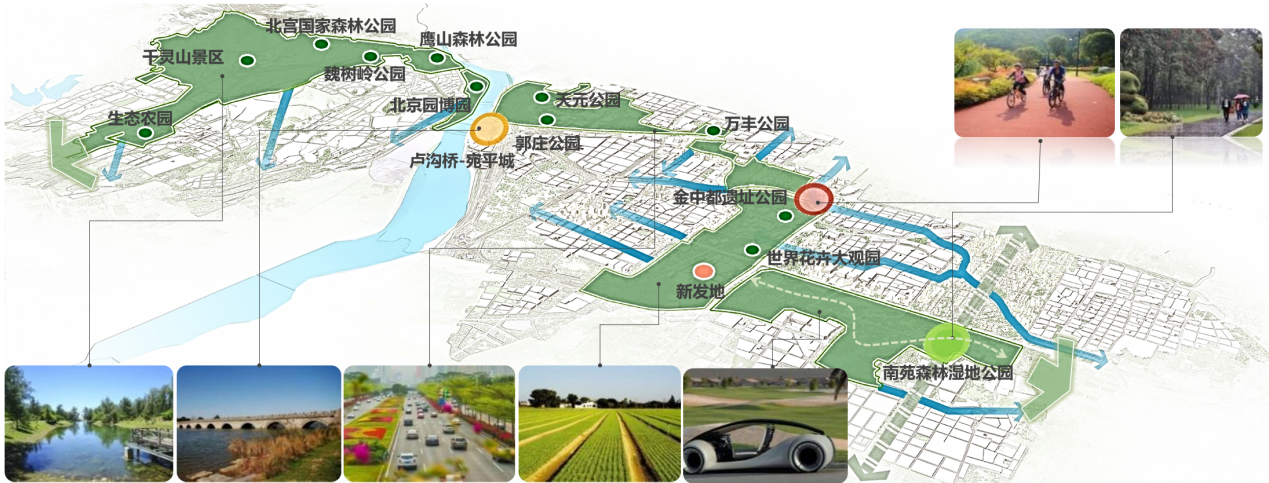 北宫国家森林公园
鹰山森林公园
千灵山景区
魏树岭公园
北京园博园
天元公园
生态农园
万丰公园
郭庄公园
卢沟桥-宛平城
金中都遗址公园
世界花卉大观园
新发地
南苑森林湿地公园